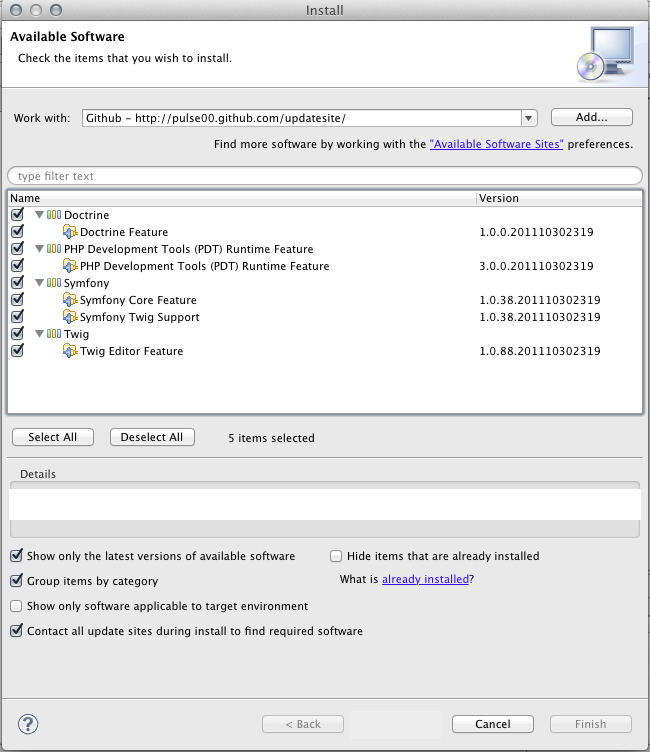 Install
Available Software
Check the items that you wish to install.
Work with: Github - http://pulse00.github.com/updatesite/ Add...
Find more software by working with the "Available Software Sites" preferences.
type filter text
Name Version
Doctrine
Doctrine Feature 1.0.0.201110302319
PHP Development Tools (PDT) Runtime Feature
PHP Development Tools (PDT) Runtime Feature 3.0.0.201110302319
Symfony
Symfony Core Feature 1.0.38.201110302319
Symfony Twig Support 1.0.38.201110302319
Twig
Twig Editor Feature 1.0.88.201110302319
Select All Deselect All 5 items selected
Details
Show only the latest versions of available software Hide items that are already installed
Group items by category What is already installed?
Show only software applicable to target environment
Contact all update sites during install to find required software
? < Back Cancel Finish